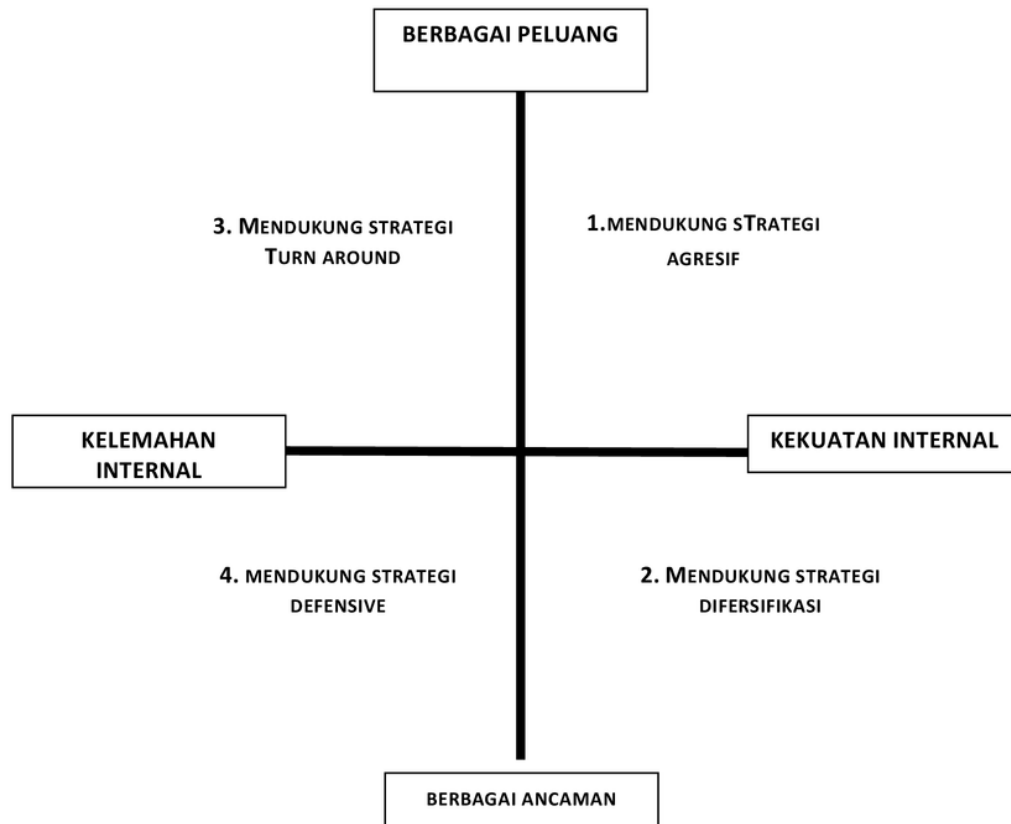 BERBAGAI PELUANG
3. MENDUKUNG STRATEGI
TURN AROUND
1.MENDUKUNG STRATEGI
AGRESIF
KELEMAHAN
INTERNAL
KEKUATAN INTERNAL
4. MENDUKUNG STRATEGI
DEFENSIVE
2. MENDUKUNG STRATEGI
DIFERSIFIKASI
BERBAGAI ANCAMAN